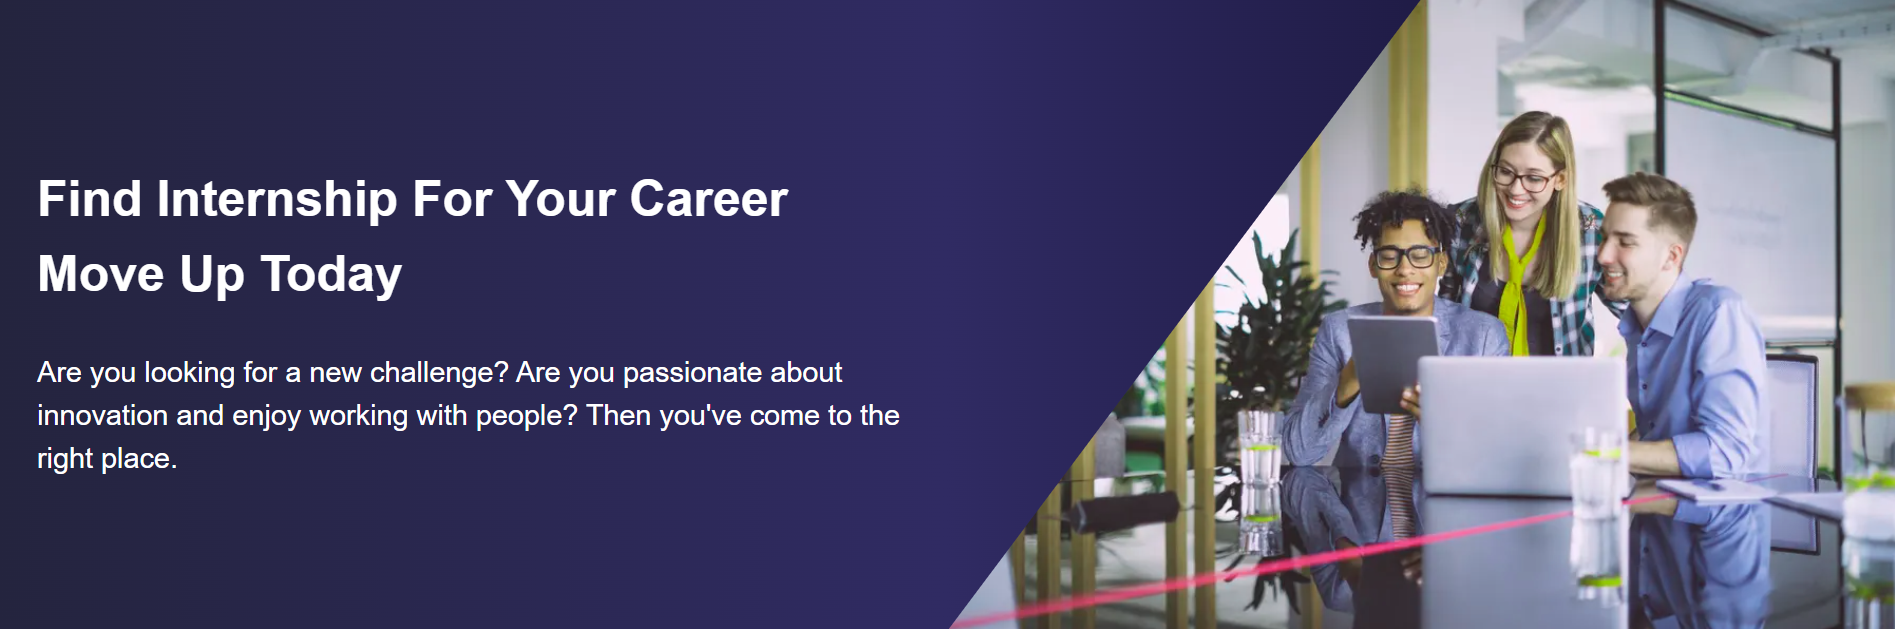 Find Internship For Your Career
Move Up Today
Are you looking for a new challenge? Are you passionate about
innovation and enjoy working with people? Then you've come to the
right place.